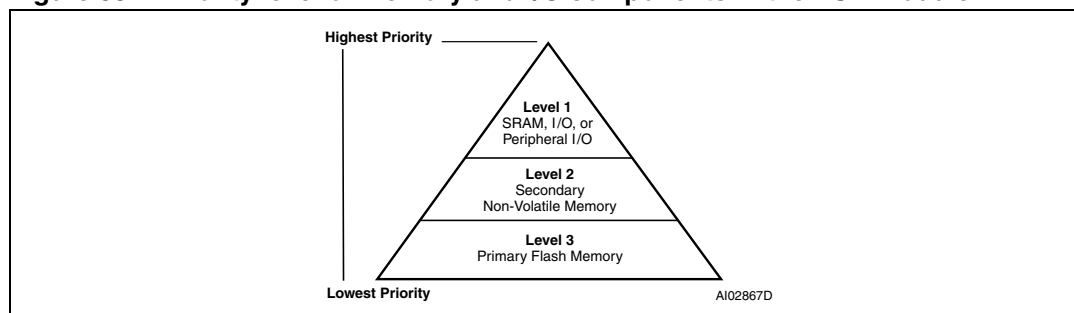 Highest Priority
Level 1
SRAM, I/O, or
Peripheral I/O
Level 2
Secondary
Non-Volatile Memory
Level 3
Primary Flash Memory
Lowest Priority
AI02867D